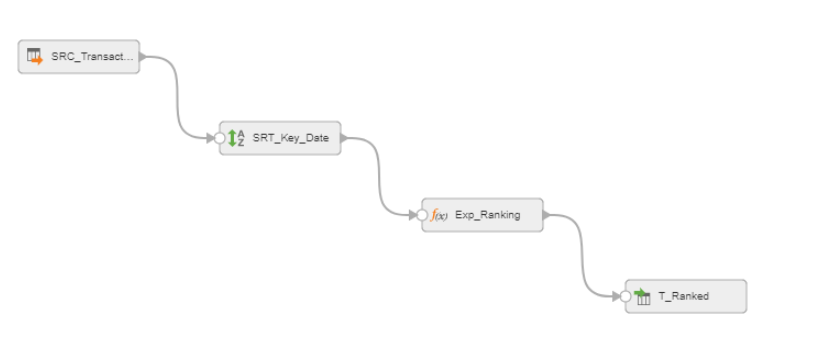 SRC_Transact...
A
Z
SRT_Key_Date
f(x) Exp_Ranking
T_Ranked